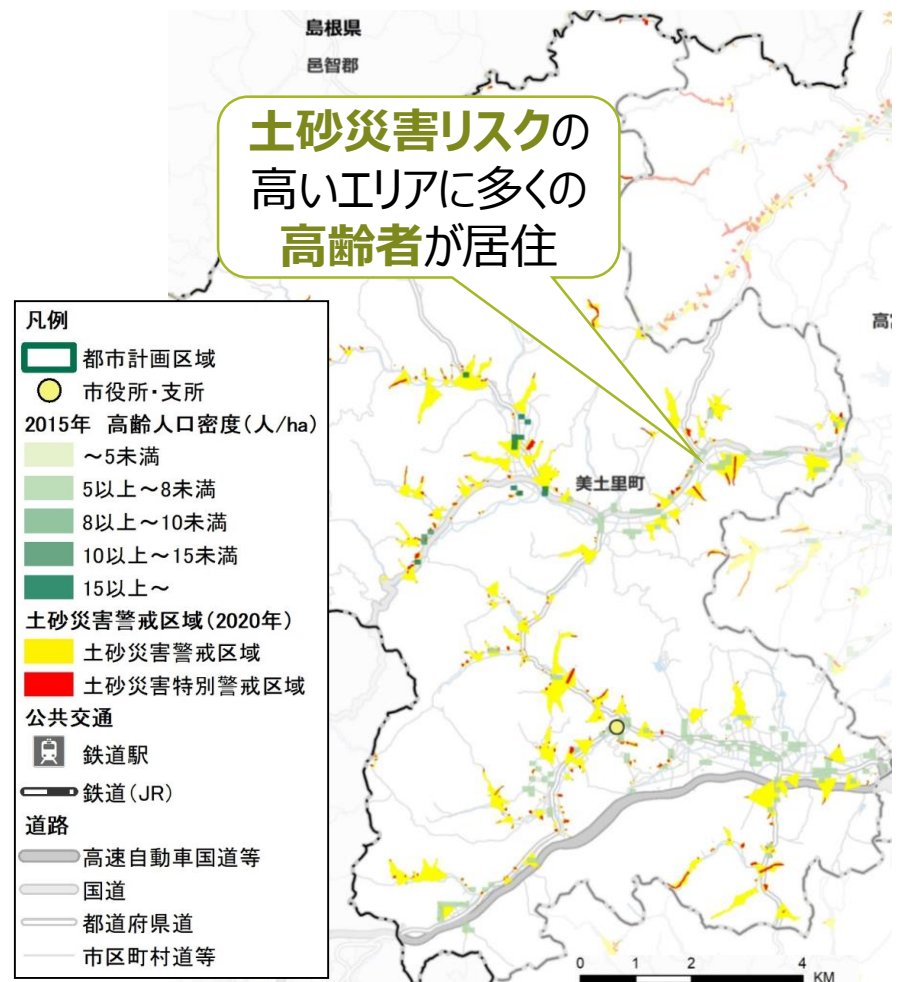 島根県
邑智郡
土砂災害リスクの
高いエリアに多くの
高齢者が居住
凡例
都市計画区域
市役所・支所
2015年 高齢人口密度(人/ha)
～5未満
5以上～8未満
8以上～10未満
10以上～15未満
15以上～
土砂災害警戒区域(2020年)
土砂災害警戒区域
土砂災害特別警戒区域
公共交通
鉄道駅
鉄道(JR)
道路
高速自動車国道等
国道
都道府県道
市区町村道等
高
美土里町
0 1 2 4
KM